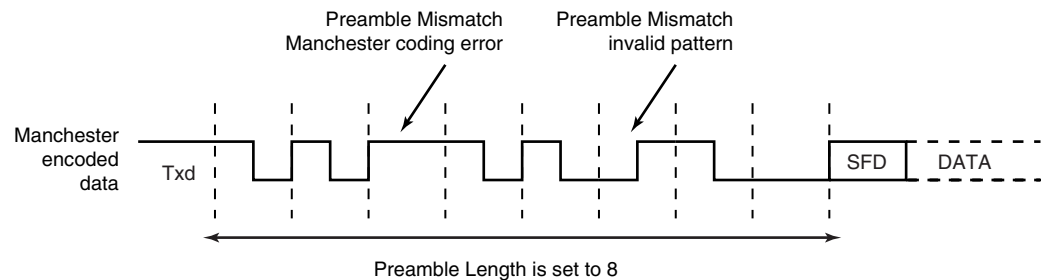 Preamble Mismatch
Manchester coding error
Preamble Mismatch
invalid pattern
Manchester
encoded
data
Txd
SFD
DATA
Preamble Length is set to 8